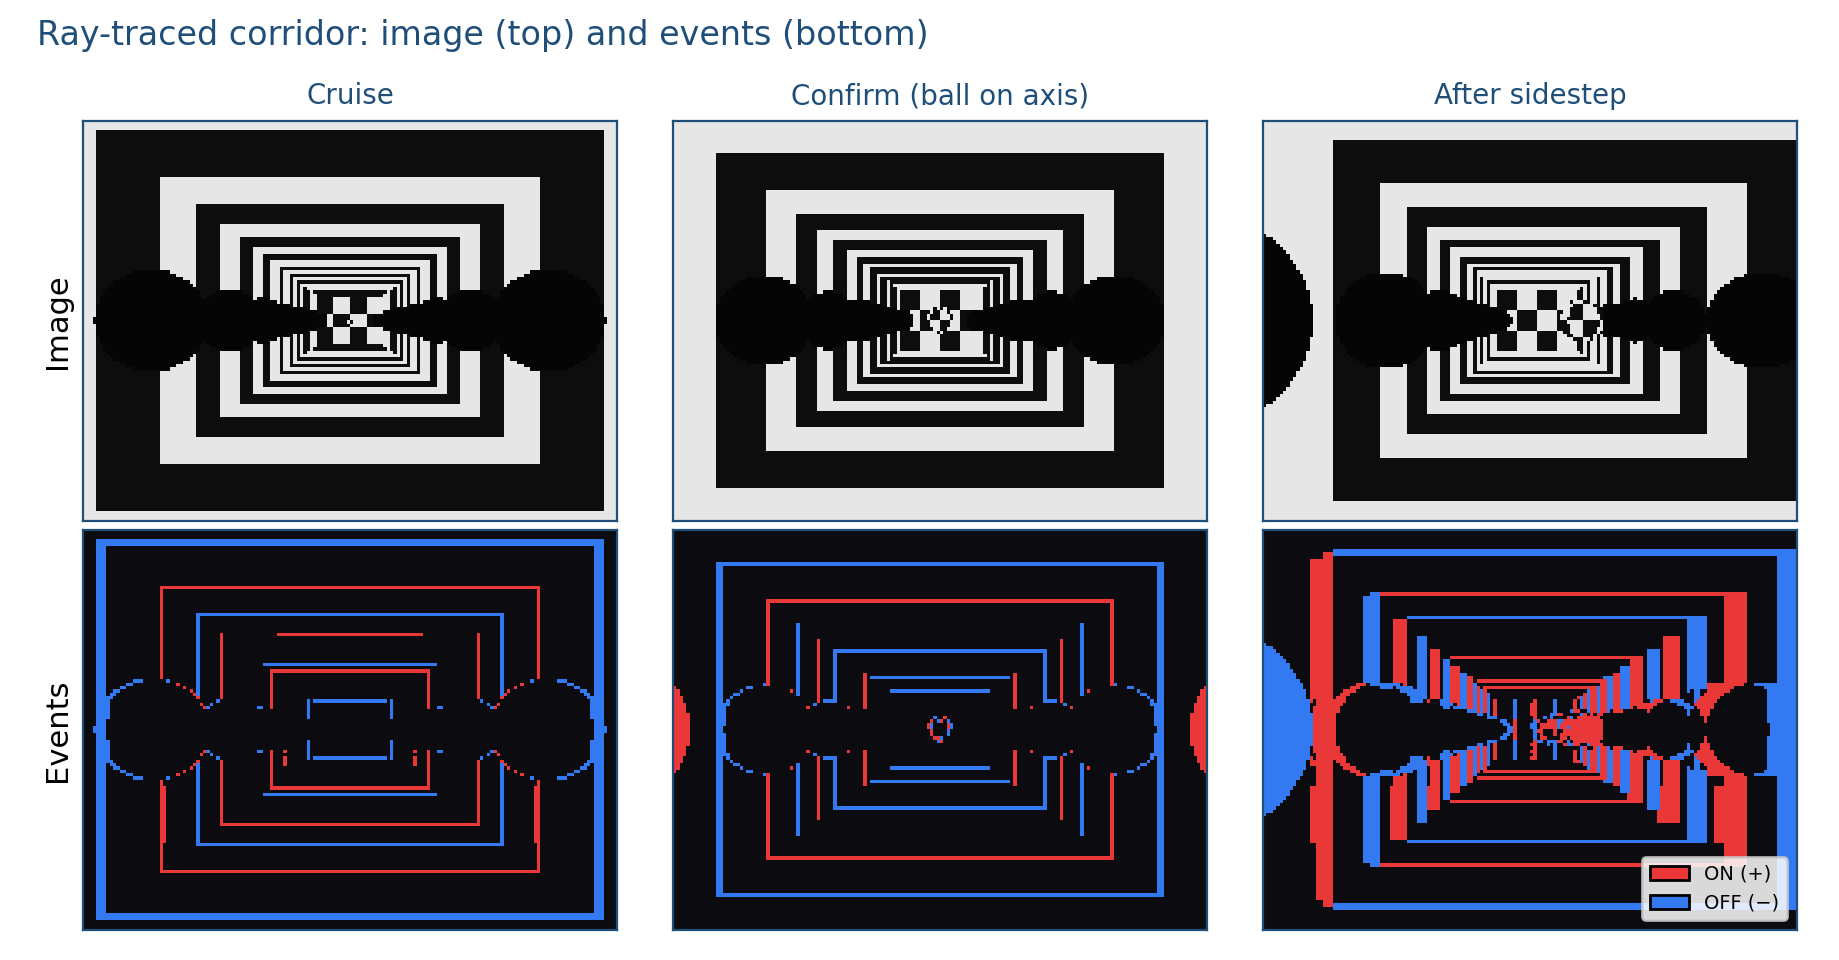 Ray-traced corridor: image (top) and events (bottom)
Cruise
Confirm (ball on axis)
After sidestep
Image
Events
ON (+)
OFF (−)